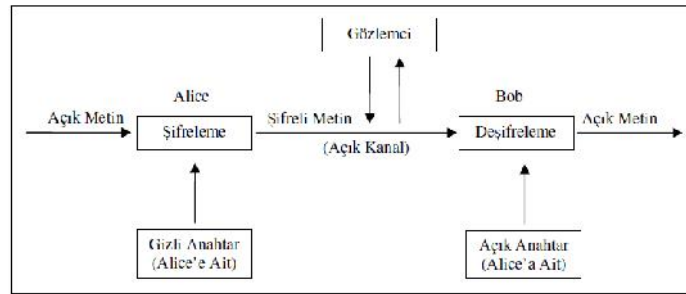 Gözlemci
Alice
Bob
Açık Metin
Şifreleme
Şifreli Metin
(Açık Kanal)
Deşifreleme
Açık Metin
Gizli Anahtar
(Alice'e Ait)
Açık Anahtar
(Alice'a Ait)